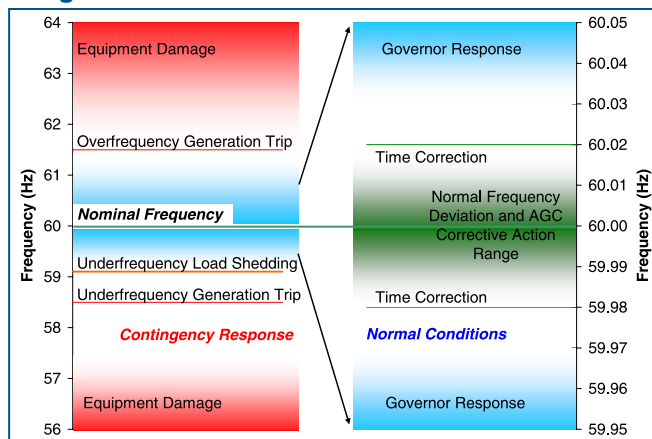 64
63
62
61
60
59
58
57
56
Frequency (Hz)
Equipment Damage
Overfrequency Generation Trip
Nominal Frequency
Underfrequency Load Shedding
Underfrequency Generation Trip
Contingency Response
Equipment Damage
Governor Response
Time Correction
Normal Frequency
Deviation and AGC
Corrective Action
Range
Time Correction
Normal Conditions
Governor Response
60.05
60.04
60.03
60.02
60.01
60.00
59.99
59.98
59.97
59.96
59.95
Frequency (Hz)